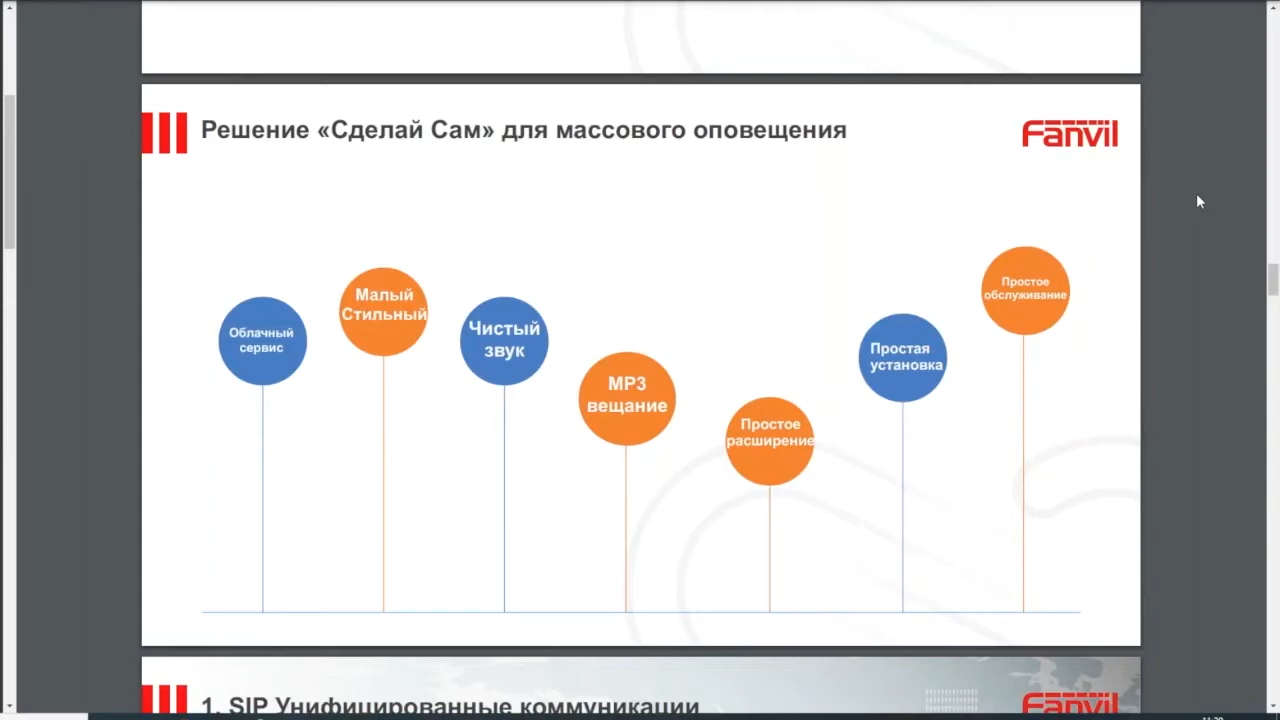 Решение «Сделай Сам» для массового оповещения
Fanvil
Облачный
сервис
Малый
Стильный
Чистый
звук
MP3
вещание
Простое
расширение
Простая
установка
Простое
обслуживание
1. SIP Унифицированные коммуникации
Fanvil